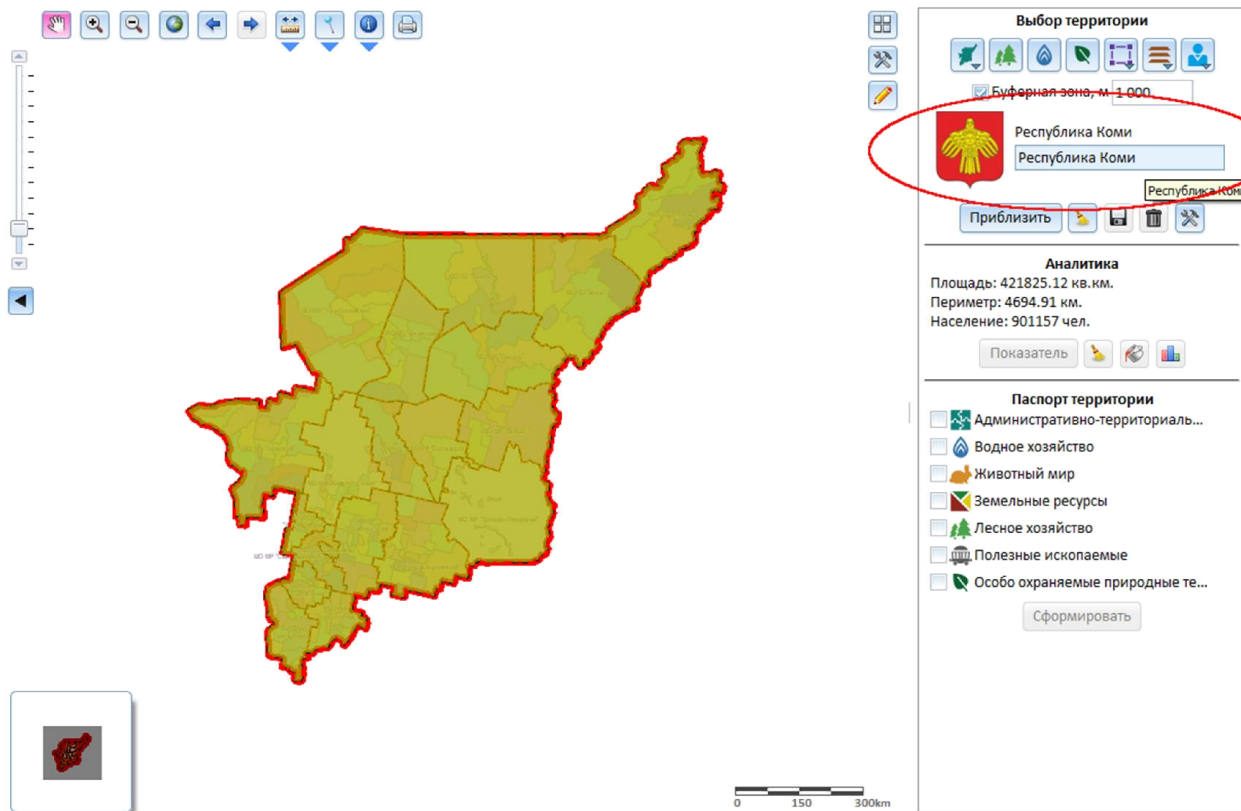 Выбор территории
Буферная зона, м 1 000
Республика Коми
Республика Коми
Республика Ком
Приблизить
Аналитика
Площадь: 421825.12 кв.км.
Периметр: 4694.91 км.
Население: 901157 чел.
Показатель
Паспорт территории
Административно-территориаль...
Водное хозяйство
Животный мир
Земельные ресурсы
Лесное хозяйство
Полезные ископаемые
Особо охраняемые природные те...
Сформировать
0 150 300km